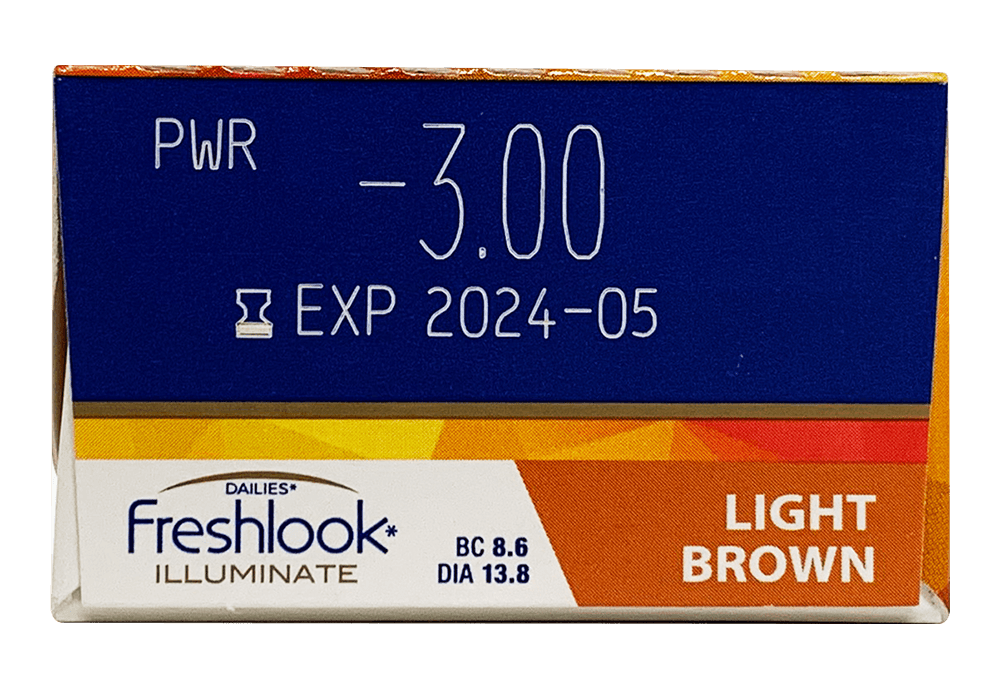 PWR
-3.00
EXP 2024-05
DAILIES*
Freshlook*
ILLUMINATE
BC 8.6
DIA 13.8
LIGHT
BROWN